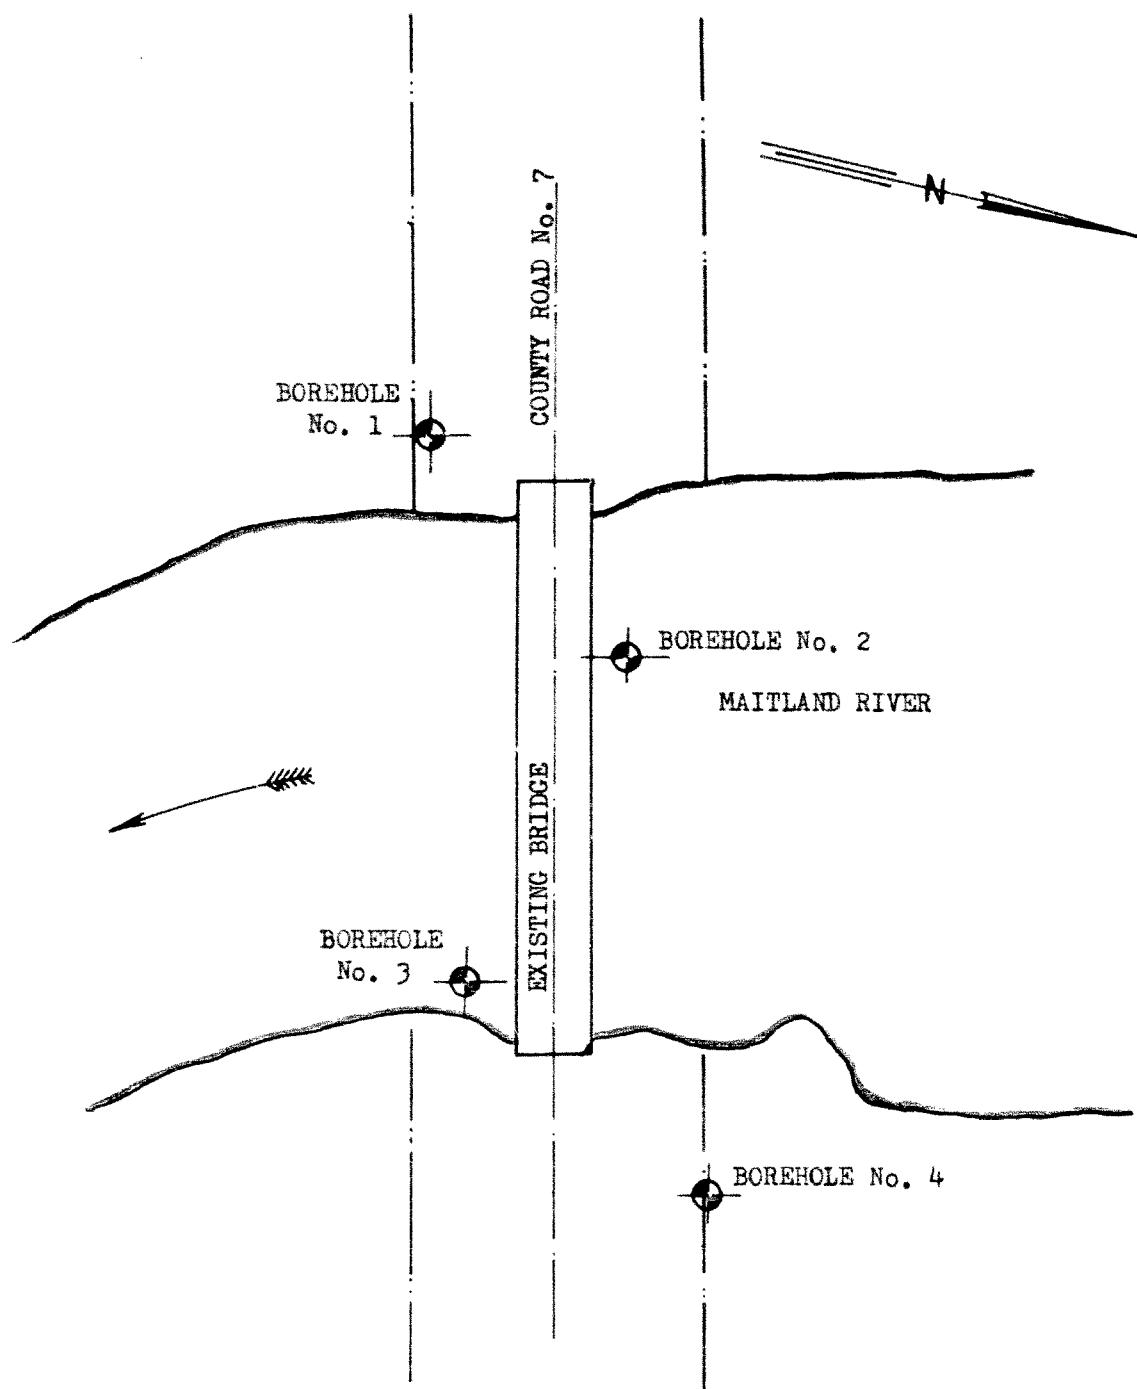 COUNTY ROAD No. 7
N
BOREHOLE
No. 1
BOREHOLE No. 2
MAITLAND RIVER
EXISTING BRIDGE
BOREHOLE
No. 3
BOREHOLE No. 4